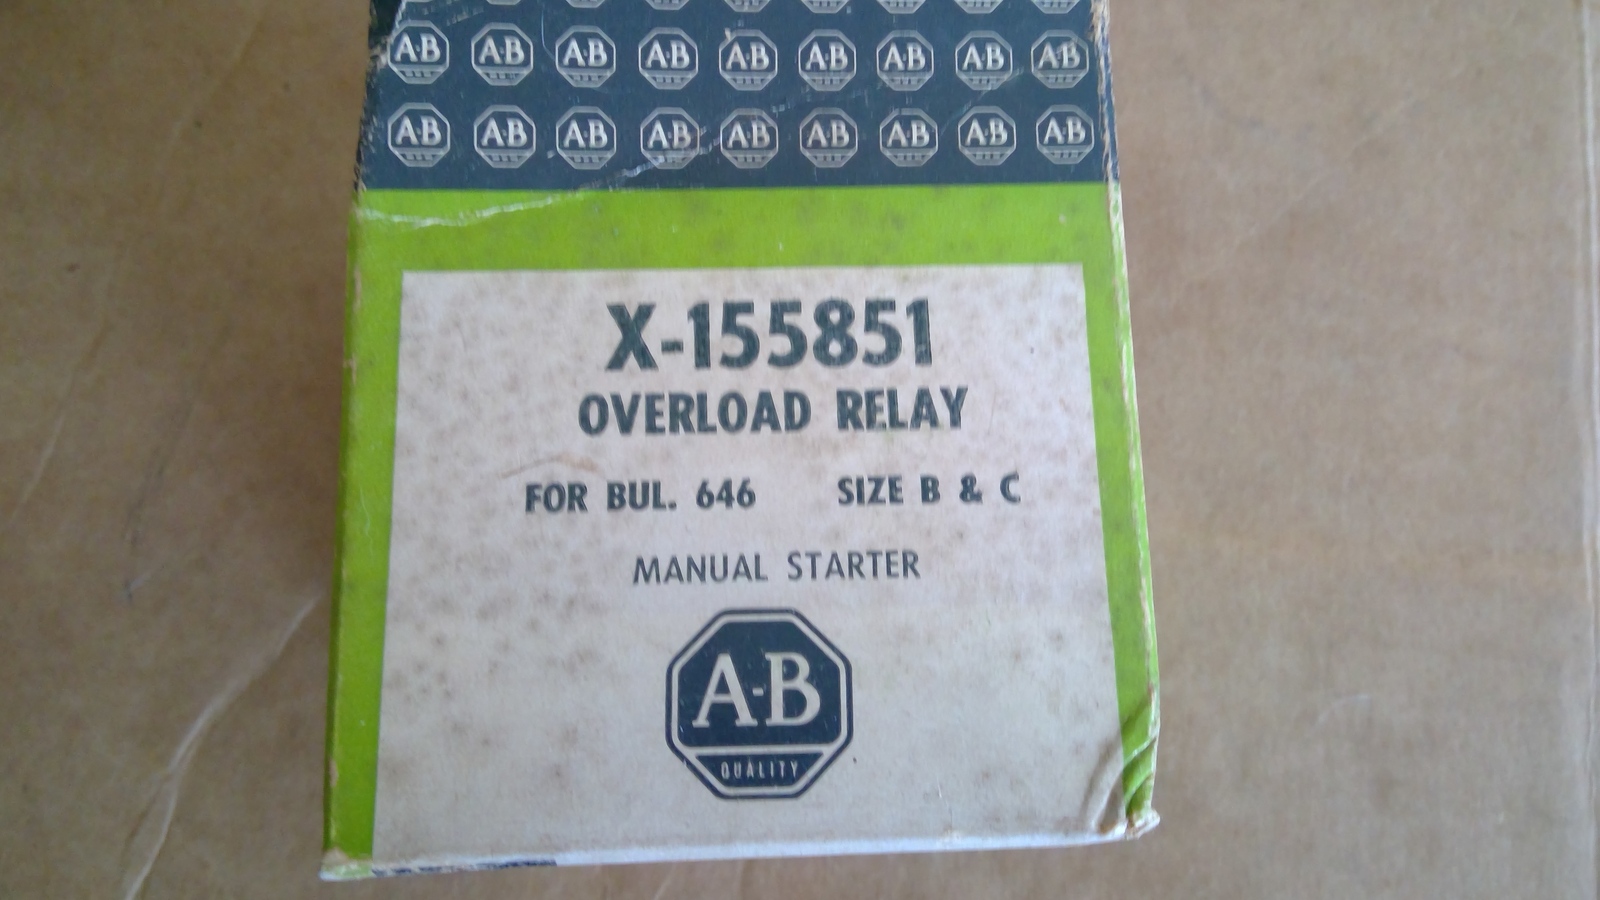 A-B A-B A-B A-B A-B A-B A-B A-B A-B
A-B A-B A-B A-B A-B A-B A-B A-B A-B
X-155851
OVERLOAD RELAY
FOR BUL. 646 SIZE B & C
MANUAL STARTER
A-B
QUALITY